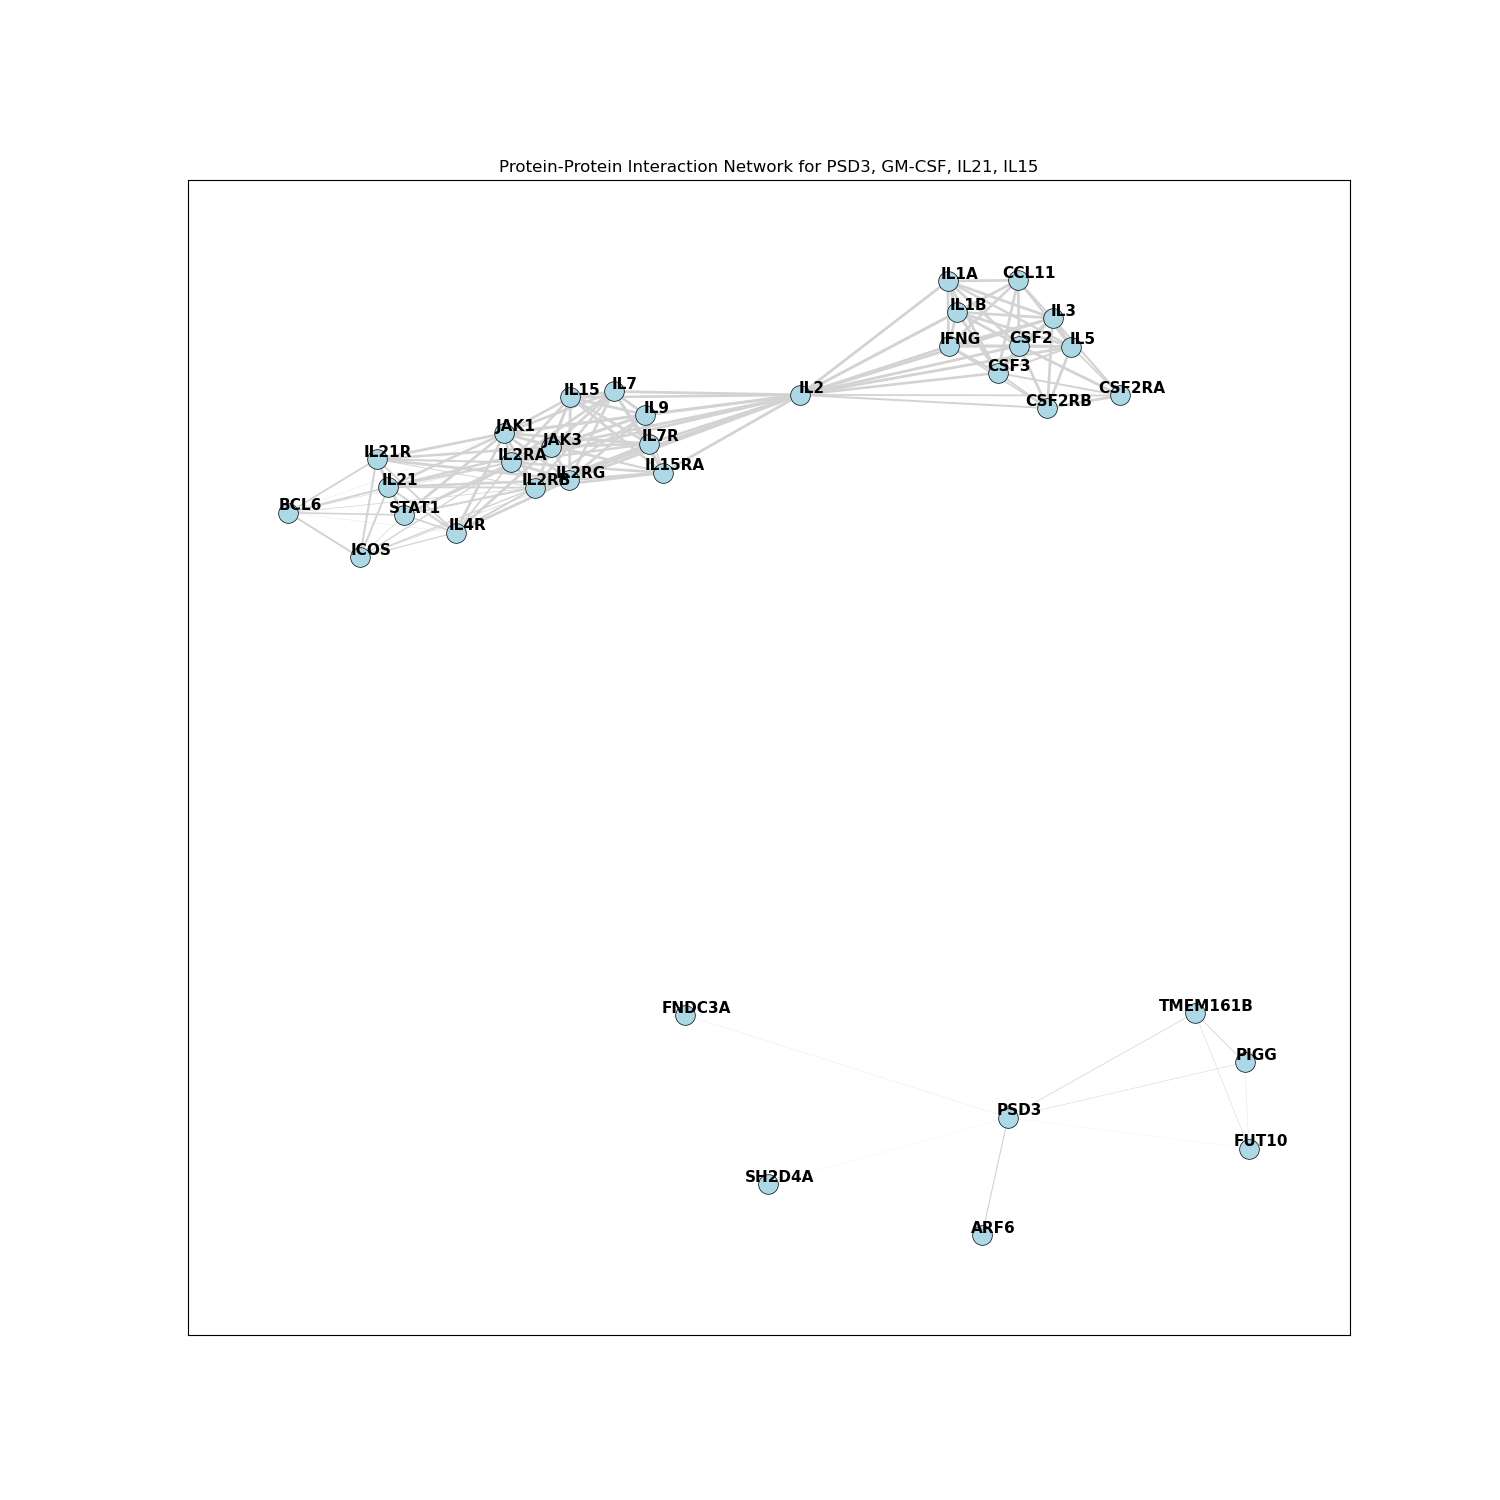 Protein-Protein Interaction Network for PSD3, GM-CSF, IL21, IL15
IL1A
CCL11
IL1B
IL3
IFNG
CSF2
IL5
CSF3
IL15
IL7
IL2
CSF2RA
CSF2RB
IL9
JAK1
JAK3
IL7R
IL21R
IL2RA
IL15RA
IL2RG
IL21
IL2RB
BCL6
STAT1
IL4R
ICOS
FNDC3A
TMEM161B
PIGG
PSD3
FUT10
SH2D4A
ARF6